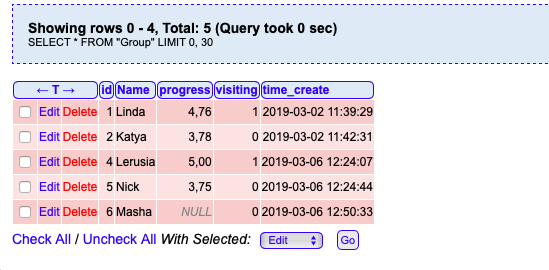 Showing rows 0 - 4, Total: 5 (Query took 0 sec)
SELECT * FROM "Group" LIMIT 0, 30
← T → id Name progress visiting time_create
Edit Delete 1 Linda 4,76 1 2019-03-02 11:39:29
Edit Delete 2 Katya 3,78 0 2019-03-02 11:42:31
Edit Delete 4 Lerusia 5,00 1 2019-03-06 12:24:07
Edit Delete 5 Nick 3,75 0 2019-03-06 12:24:44
Edit Delete 6 Masha NULL 0 2019-03-06 12:50:33
Check All / Uncheck All With Selected: Edit Go